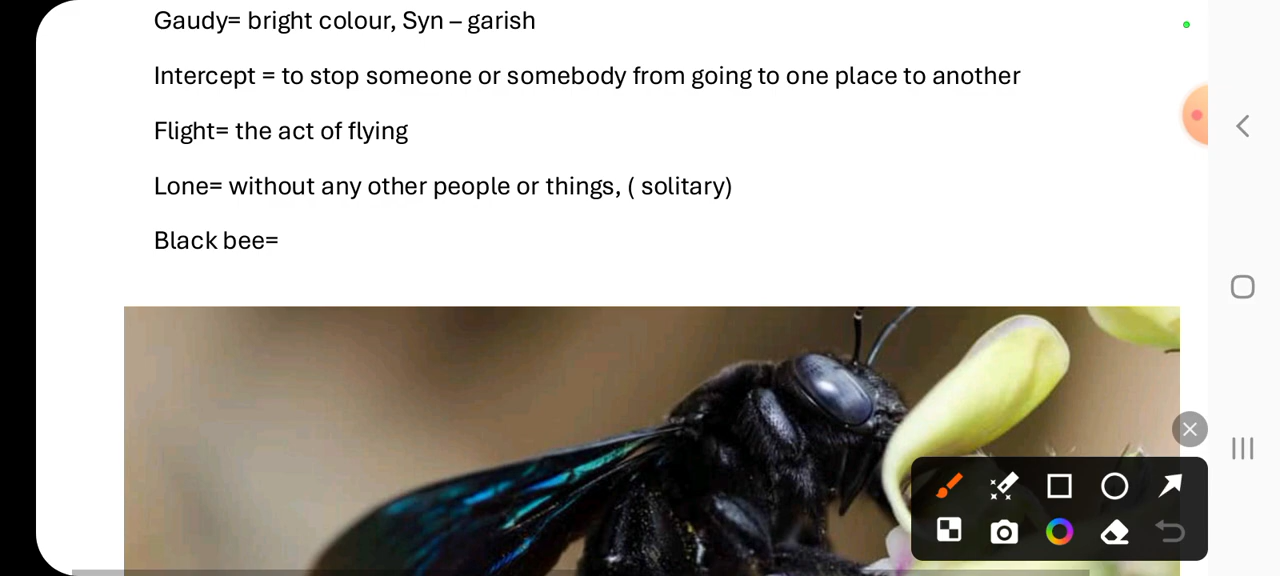 Gaudy= bright colour, Syn – garish
Intercept = to stop someone or somebody from going to one place to another
Flight= the act of flying
Lone= without any other people or things, ( solitary)
Black bee=